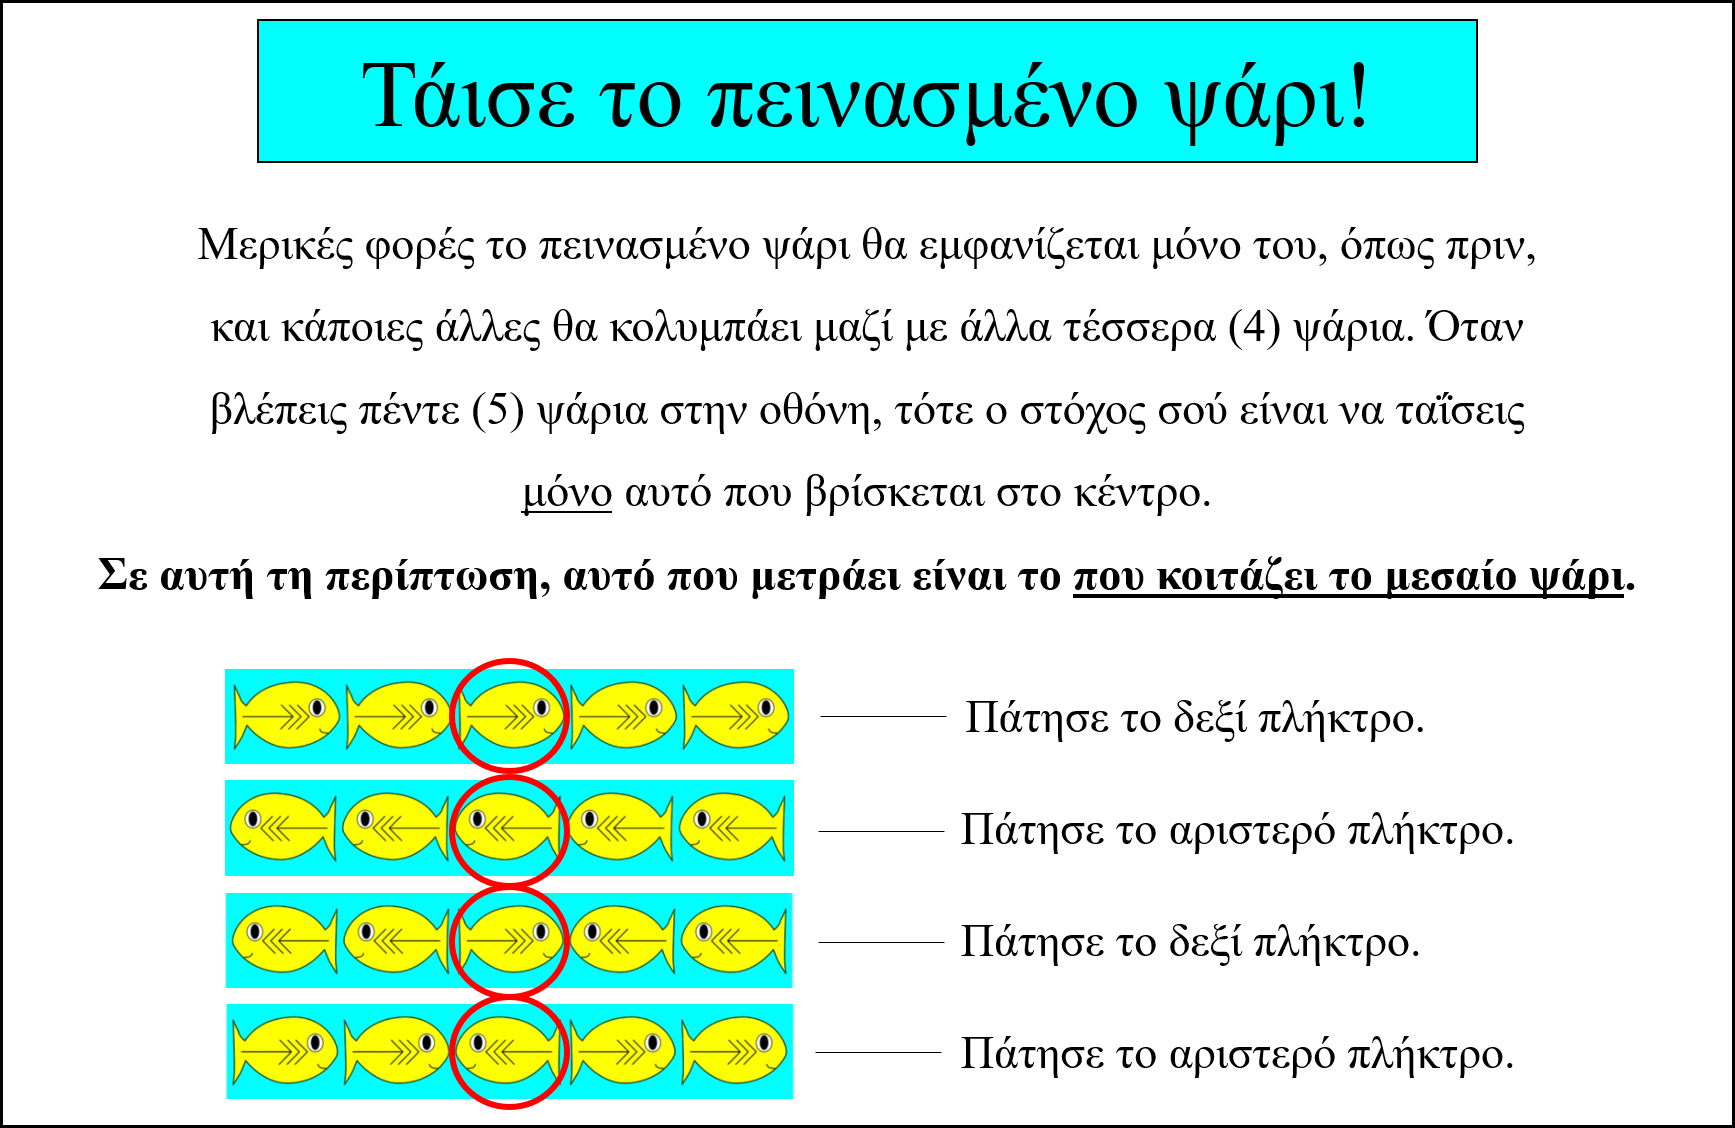 Τάισε το πεινασμένο ψάρι!
Μερικές φορές το πεινασμένο ψάρι θα εμφανίζεται μόνο του, όπως πριν,
και κάποιες άλλες θα κολυμπάει μαζί με άλλα τέσσερα (4) ψάρια. Όταν
βλέπεις πέντε (5) ψάρια στην οθόνη, τότε ο στόχος σού είναι να ταΐσεις
μόνο αυτό που βρίσκεται στο κέντρο.
Σε αυτή τη περίπτωση, αυτό που μετράει είναι το που κοιτάζει το μεσαίο ψάρι.
Πάτησε το δεξί πλήκτρο.
Πάτησε το αριστερό πλήκτρο.
Πάτησε το δεξί πλήκτρο.
Πάτησε το αριστερό πλήκτρο.